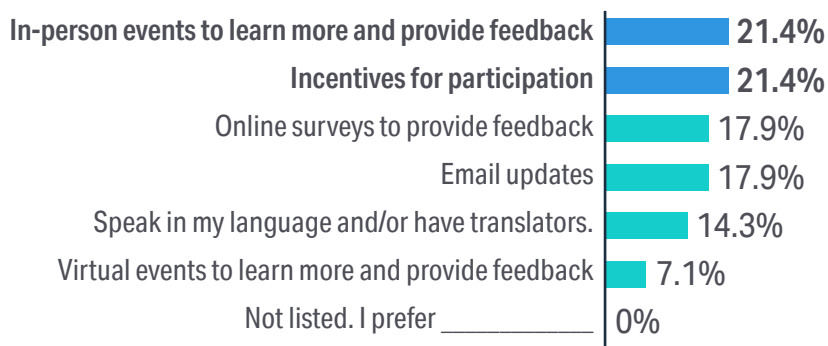 In-person events to learn more and provide feedback 21.4%
Incentives for participation 21.4%
Online surveys to provide feedback 17.9%
Email updates 17.9%
Speak in my language and/or have translators. 14.3%
Virtual events to learn more and provide feedback 7.1%
Not listed. I prefer _____________ 0%